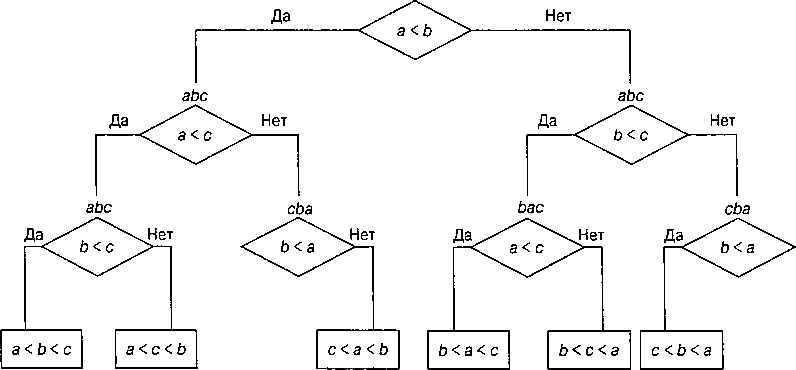 Да a < b Нет
abc abc
Да a < c Нет Да b < c Нет
abc cba bac cba
Да b < c Нет b < a Нет Да a < c Нет Да b < a
a < b < c a < c < b c < a < b b < a < c b < c < a c < b < a